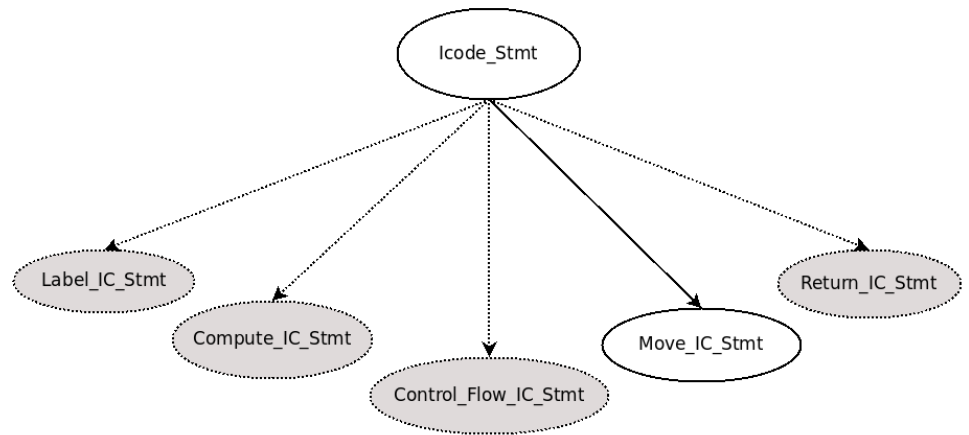 Icode_Stmt
Label_IC_Stmt
Compute_IC_Stmt
Control_Flow_IC_Stmt
Move_IC_Stmt
Return_IC_Stmt